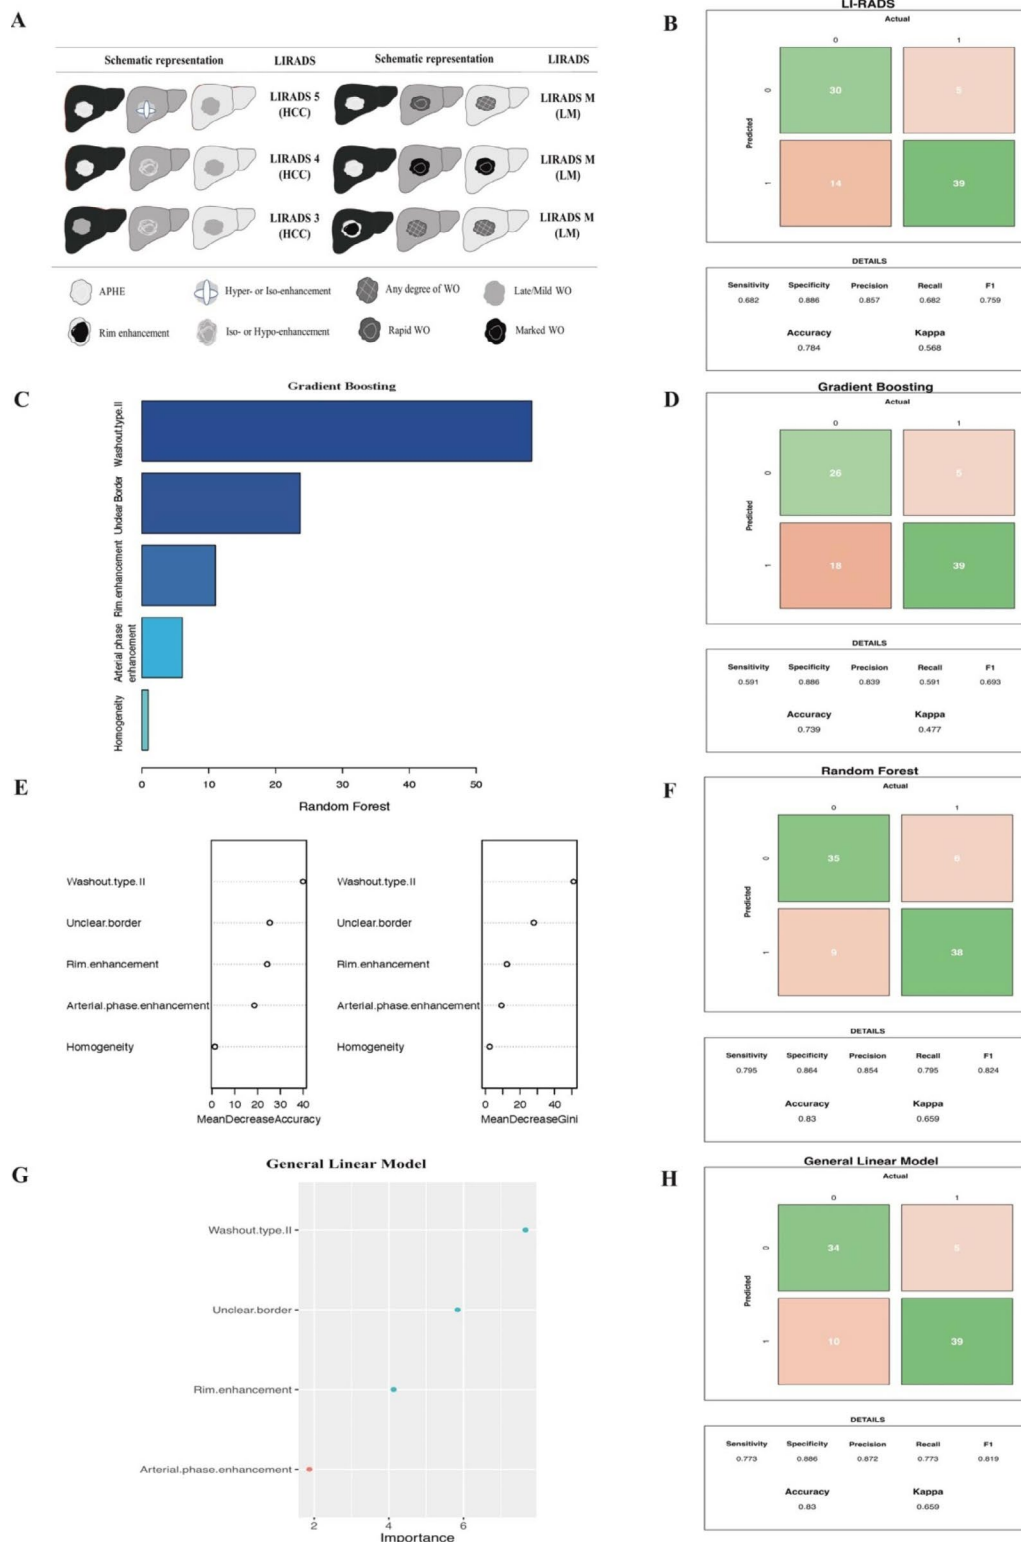 A
Schematic representation LIRADS Schematic representation LIRADS
LIRADS 5
(HCC)
LIRADS M
(LM)
LIRADS 4
(HCC)
LIRADS M
(LM)
LIRADS 3
(HCC)
LIRADS M
(LM)
APHE Hyper- or Iso-enhancement Any degree of WO Late/Mild WO
Rim enhancement Iso- or Hypo-enhancement Rapid WO Marked WO
B
LI-RADS
Actual
0 1
Predicted
0 30 5
1 14 39
DETAILS
Sensitivity Specificity Precision Recall F1
0.682 0.886 0.857 0.682 0.759
Accuracy Kappa
0.784 0.568
C
Gradient Boosting
Washout.type.II
Unclear Border
Rim.enhancement
Arterial phase
enhancement
Homogeneity
0 10 20 30 40 50
D
Gradient Boosting
Actual
0 1
Predicted
0 26 5
1 18 39
DETAILS
Sensitivity Specificity Precision Recall F1
0.591 0.886 0.839 0.591 0.693
Accuracy Kappa
0.739 0.477
E
Random Forest
Washout.type.II
Unclear.border
Rim.enhancement
Arterial.phase.enhancement
Homogeneity
0 10 20 30 40
MeanDecreaseAccuracy
Washout.type.II
Unclear.border
Rim.enhancement
Arterial.phase.enhancement
Homogeneity
0 20 40
MeanDecreaseGini
F
Random Forest
Actual
0 1
Predicted
0 35 6
1 9 38
DETAILS
Sensitivity Specificity Precision Recall F1
0.795 0.864 0.854 0.795 0.824
Accuracy Kappa
0.83 0.659
G
General Linear Model
Washout.type.II
Unclear.border
Rim.enhancement
Arterial.phase.enhancement
2 4 6
Importance
H
General Linear Model
Actual
0 1
Predicted
0 34 5
1 10 39
DETAILS
Sensitivity Specificity Precision Recall F1
0.773 0.886 0.872 0.773 0.819
Accuracy Kappa
0.83 0.659